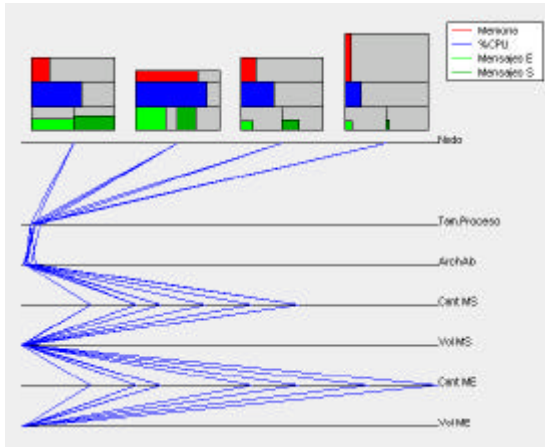 Memoria
%CPU
Mensajes E
Mensajes S
Nodo
Tam.Proceso
ArchAb
Cant.MS
Vol.MS
Cant.ME
Vol.ME